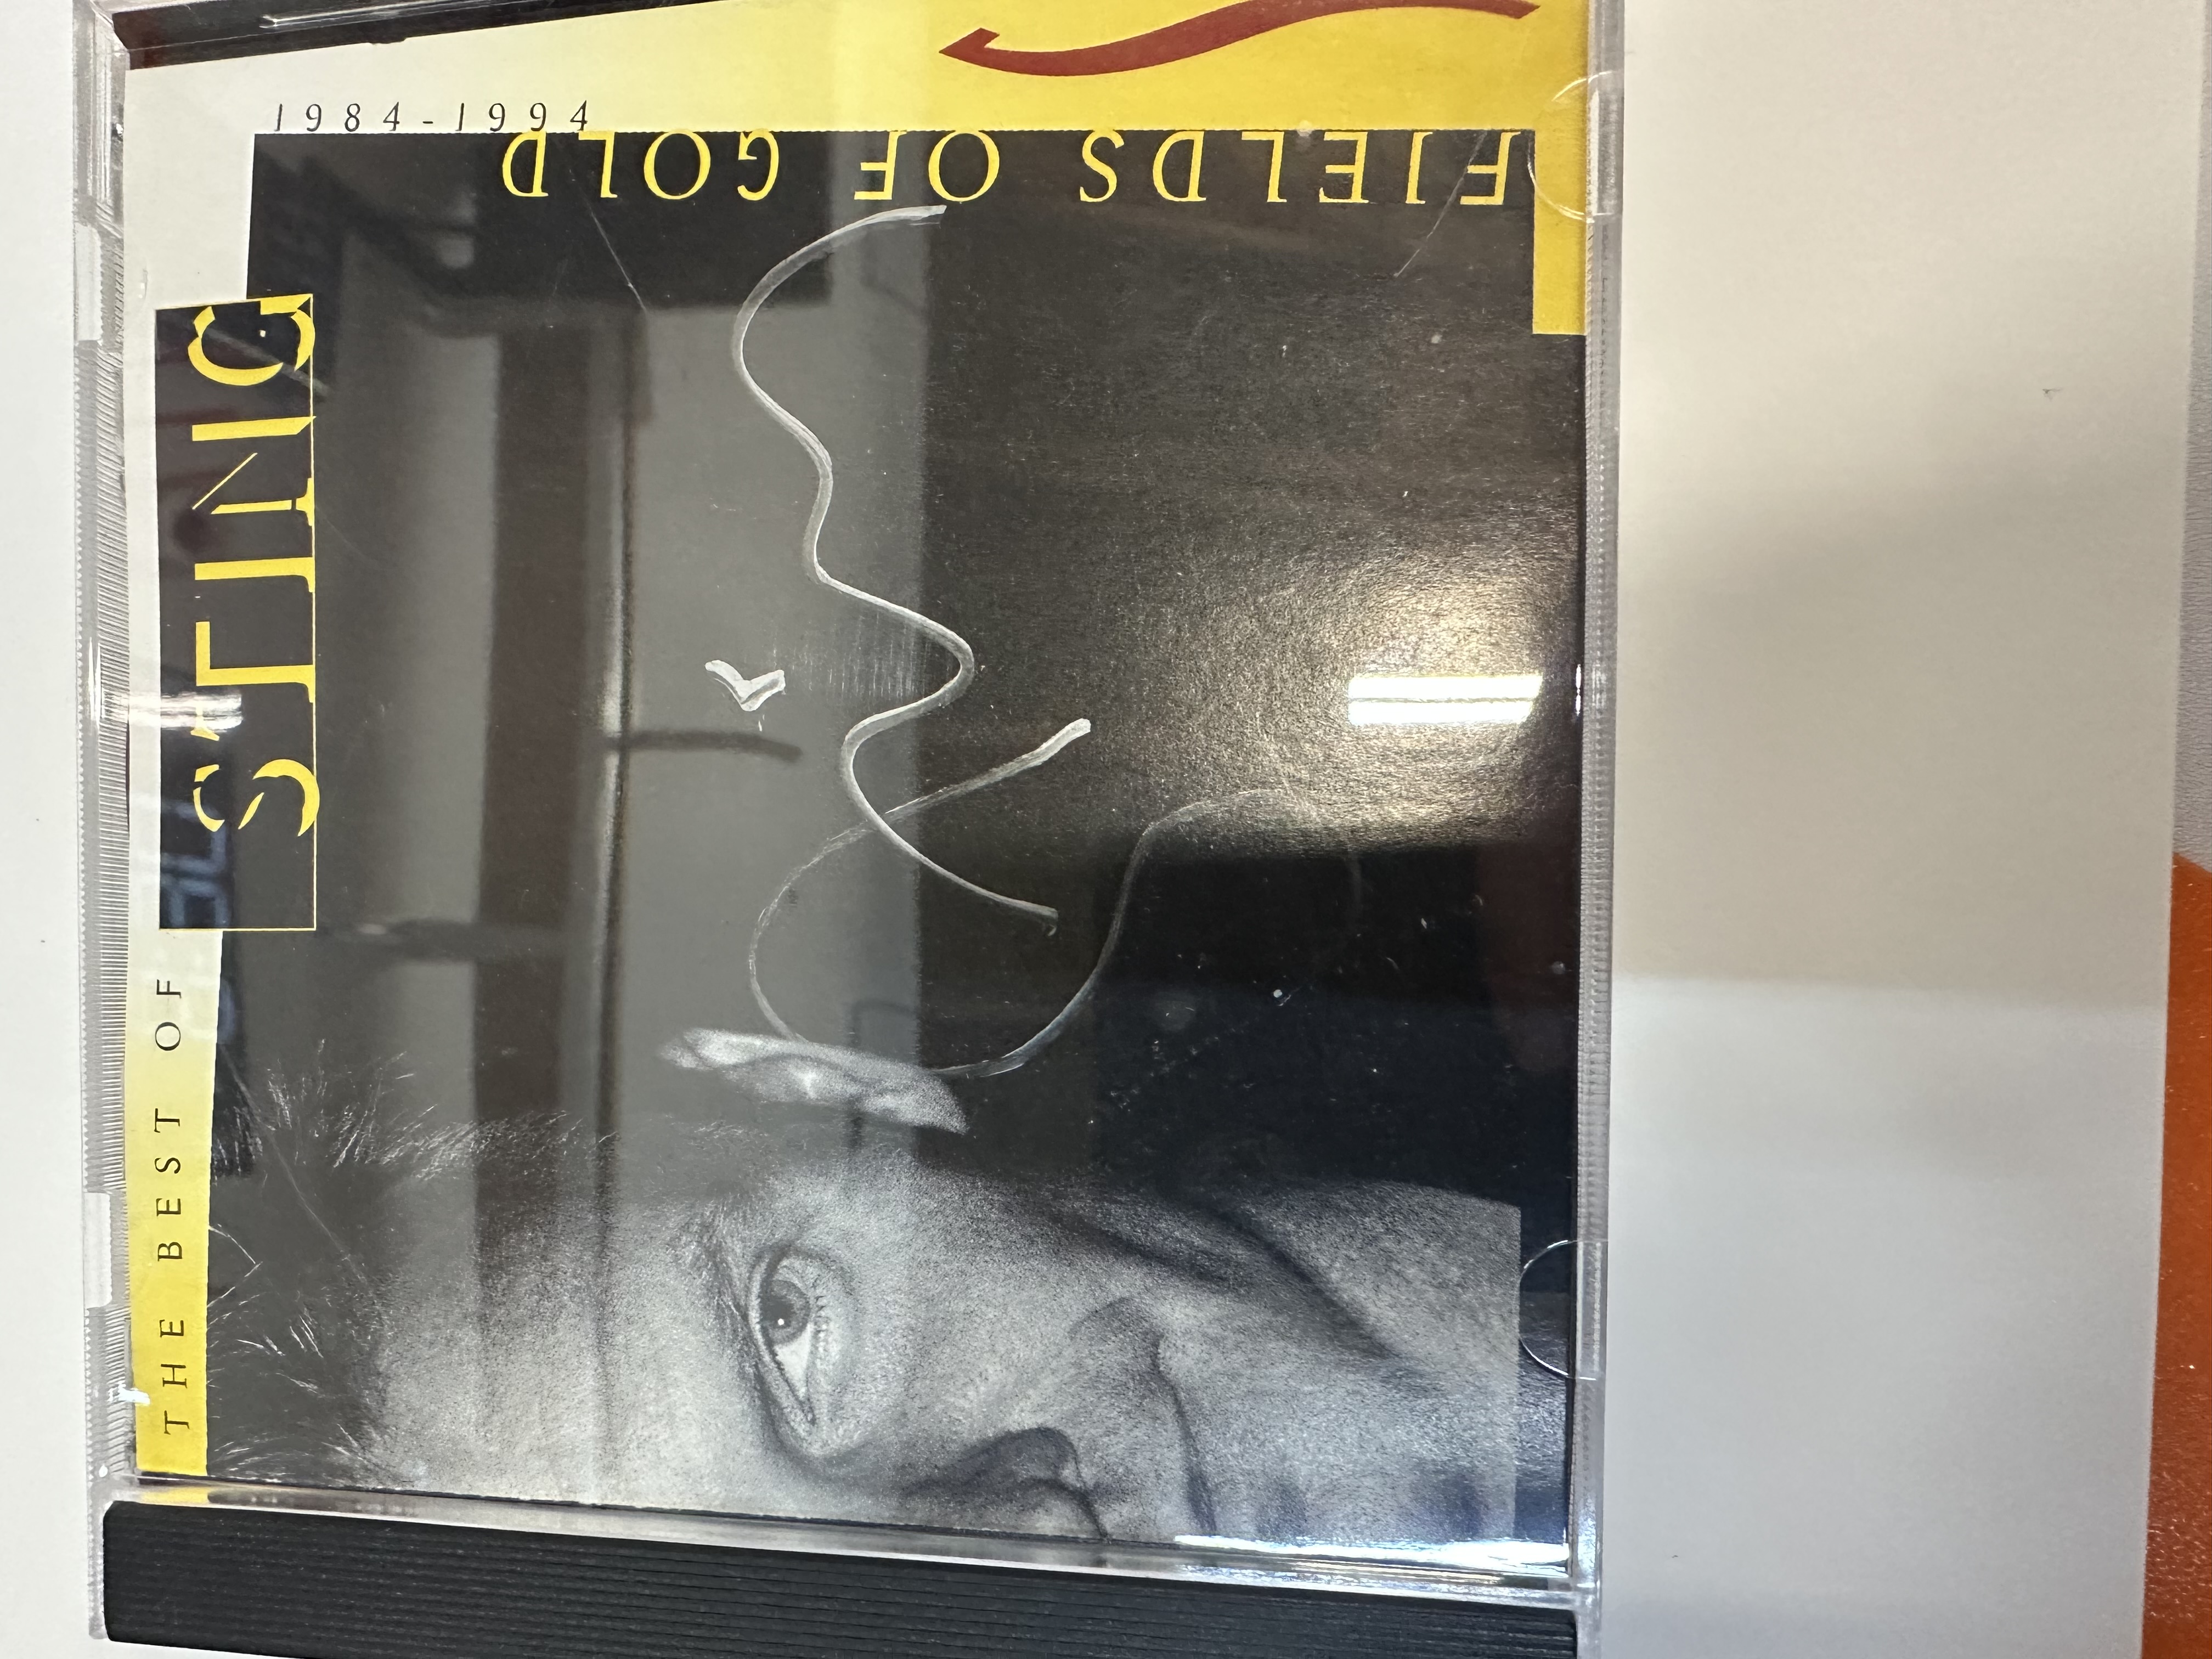 THE BEST OF
STING
1984-1994
FIELDS OF GOLD